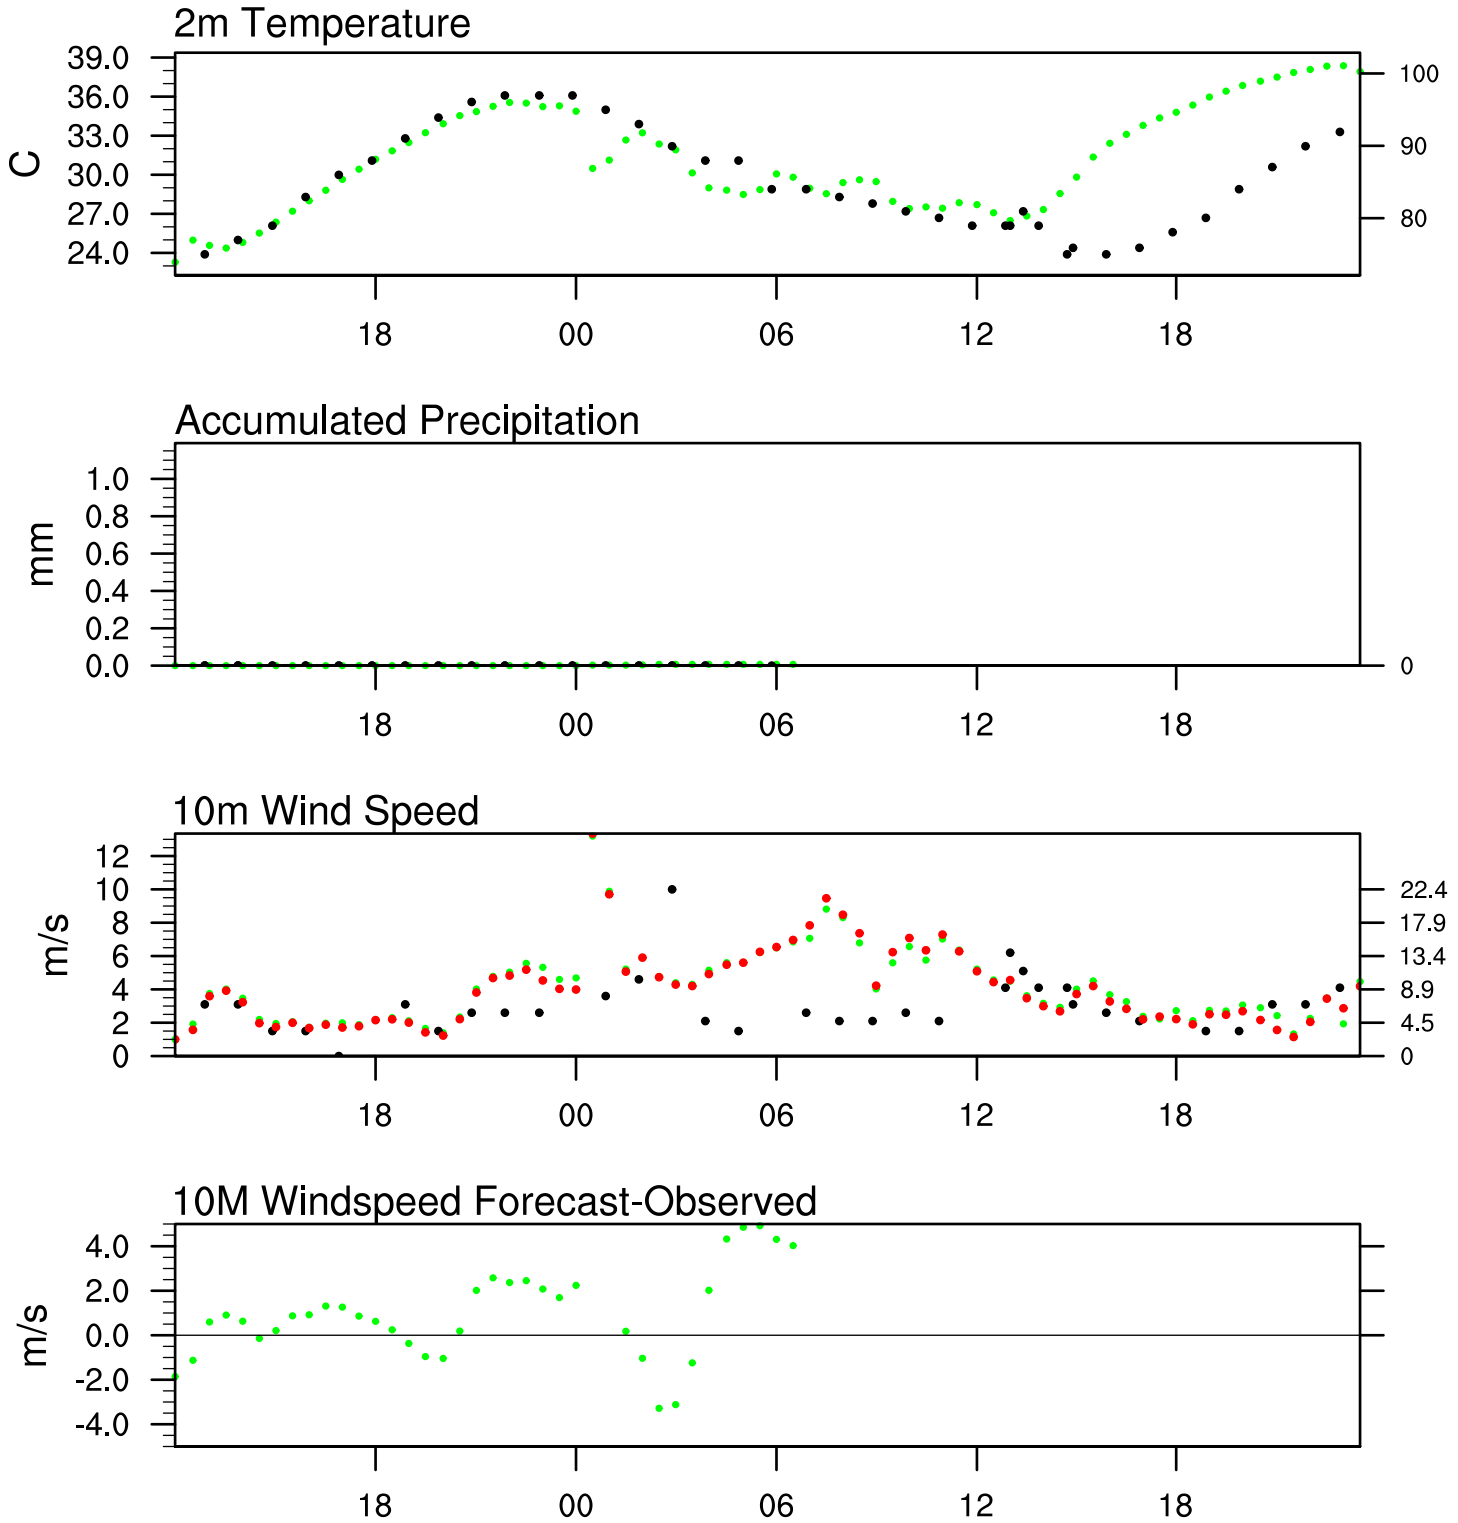 2m Temperature
39.0
36.0
33.0
30.0
27.0
24.0
C
100
90
80
18 00 06 12 18
Accumulated Precipitation
1.0
0.8
0.6
0.4
0.2
0.0
mm
0
18 00 06 12 18
10m Wind Speed
12
10
8
6
4
2
0
m/s
22.4
17.9
13.4
8.9
4.5
0
18 00 06 12 18
10M Windspeed Forecast-Observed
4.0
2.0
0.0
-2.0
-4.0
m/s
18 00 06 12 18